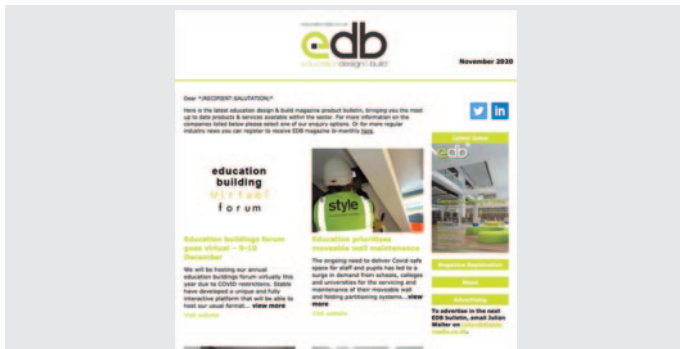 educationdab.co.uk
edb
educationdesign&build
November 2020
Dear *|RECIPIENT SALUTATION|*
Here is the latest education design & build magazine product bulletin, bringing you the most
up to date products & services available within the sector. For more information on the
companies listed below please select one of our enquiry options. Or for more regular
industry news you can register to receive EDB magazine bi-monthly here.
Latest Issue
edb
education
building
virtual
forum
style
Education buildings forum
goes virtual – 9-10
December
We will be hosting our annual
education buildings forum virtually this
year due to COVID restrictions. Stable
have developed a unique and fully
interactive platform that will be able to
host our usual format... view more
Visit website
Education prioritises
moveable wall maintenance
The ongoing need to deliver Covid-safe
space for staff and pupils has led to a
surge in demand from schools, colleges
and universities for the servicing and
maintenance of their moveable wall
and folding partitioning systems...view
more
Visit website
Magazine Registration
News
Advertising
To advertise in the next
EDB bulletin, email Julian
Walter on